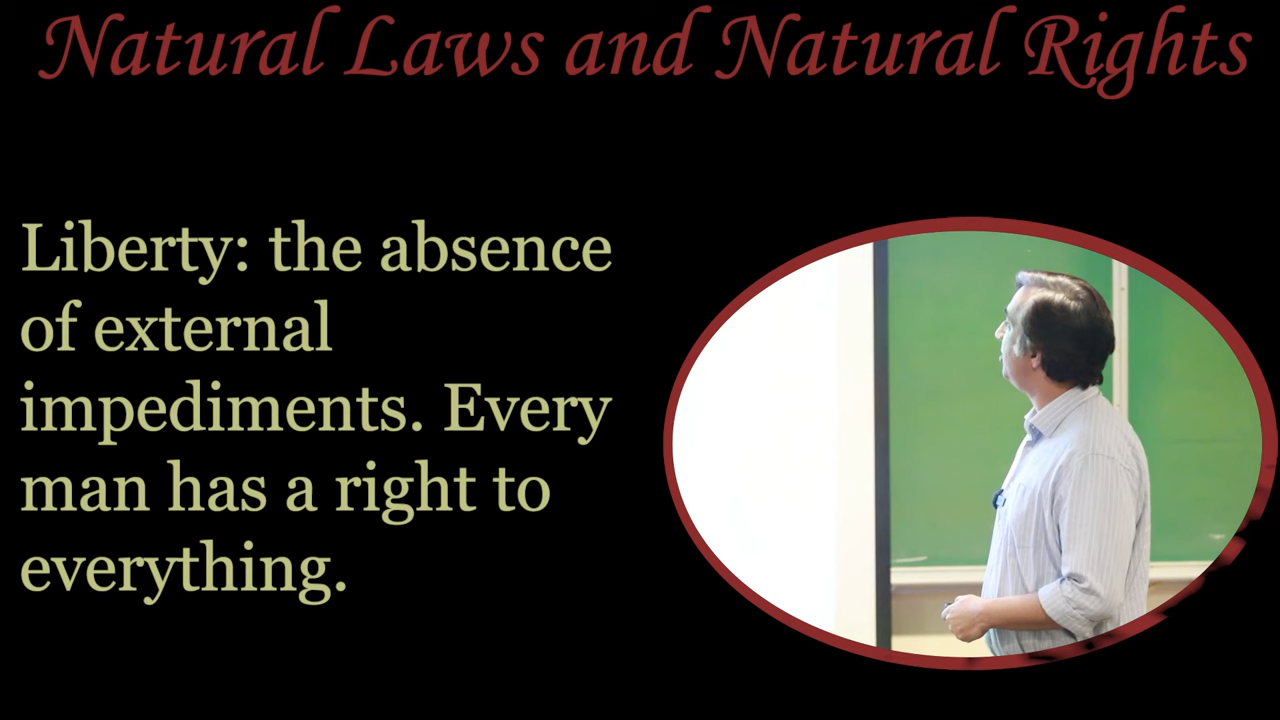 Natural Laws and Natural Rights
Liberty: the absence
of external
impediments. Every
man has a right to
everything.